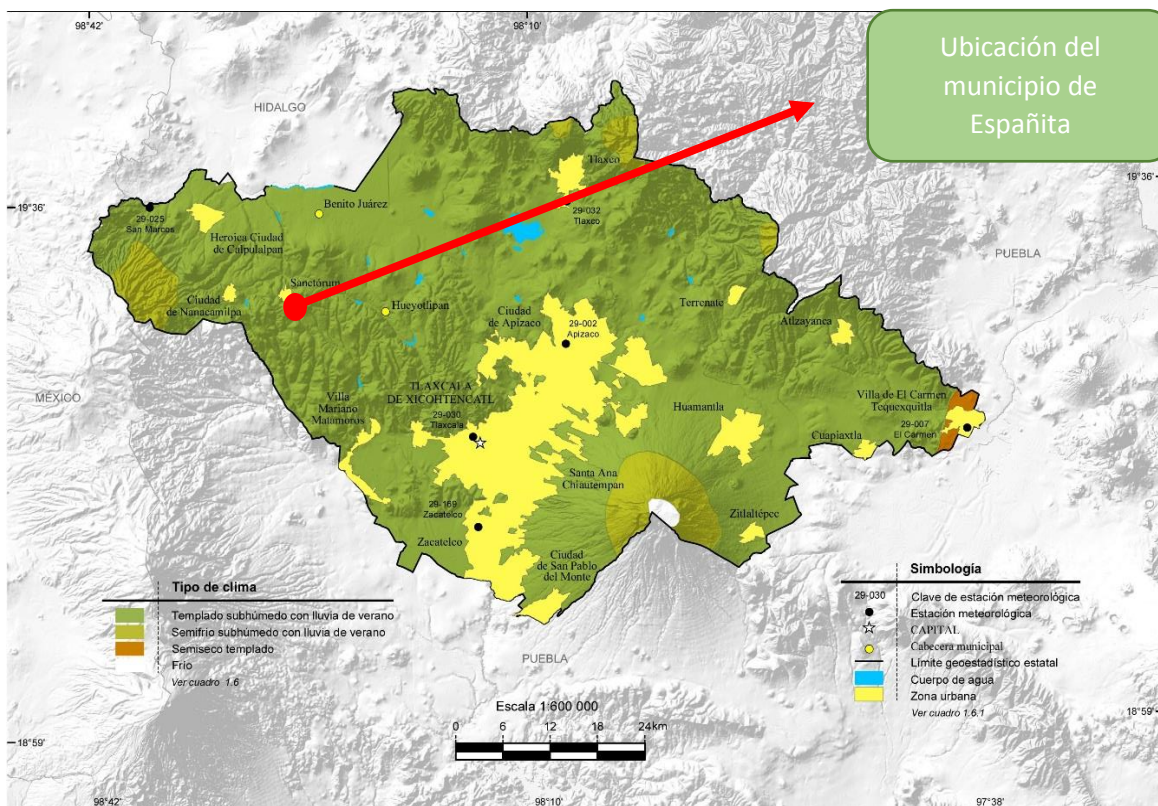 98°42'
98°10'
Ubicación del
municipio de
Españita
HIDALGO
19°36'
19°36'
Tlaxco
29-032
Tlaxco
Benito Juárez
29-025
San Marcos
Heroica Ciudad
de Calpulalpan
PUEBLA
Sanctórum
Ciudad
de Nanacamilpa
Hueyotlipan
Ciudad
de Apizaco
29-002
Apizaco
Terrenate
Atlzayanca
MÉXICO
Villa
Mariano
Matamoros
TLAXCALA
DE XICOHTENCATL
29-030
Tlaxcala
Huamantla
Villa de El Carmen
Tequexquitla
29-007
El Carmen
Cuapiaxtla
Santa Ana
Chiautempan
29-169
Zacatelco
Zacatelco
Zitlaltépec
Ciudad
de San Pablo
del Monte
Tipo de clima
Templado subhúmedo con lluvia de verano
Semifrío subhúmedo con lluvia de verano
Semiseco templado
Frío
Ver cuadro 1.6
Simbología
29-030 Clave de estación meteorológica
Estación meteorológica
CAPITAL
Cabecera municipal
Límite geoestadístico estatal
Cuerpo de agua
Zona urbana
Ver cuadro 1.6.1
PUEBLA
Escala 1:600 000
0 6 12 18 24km
18°59'
18°59'
98°42'
98°10'
97°38'